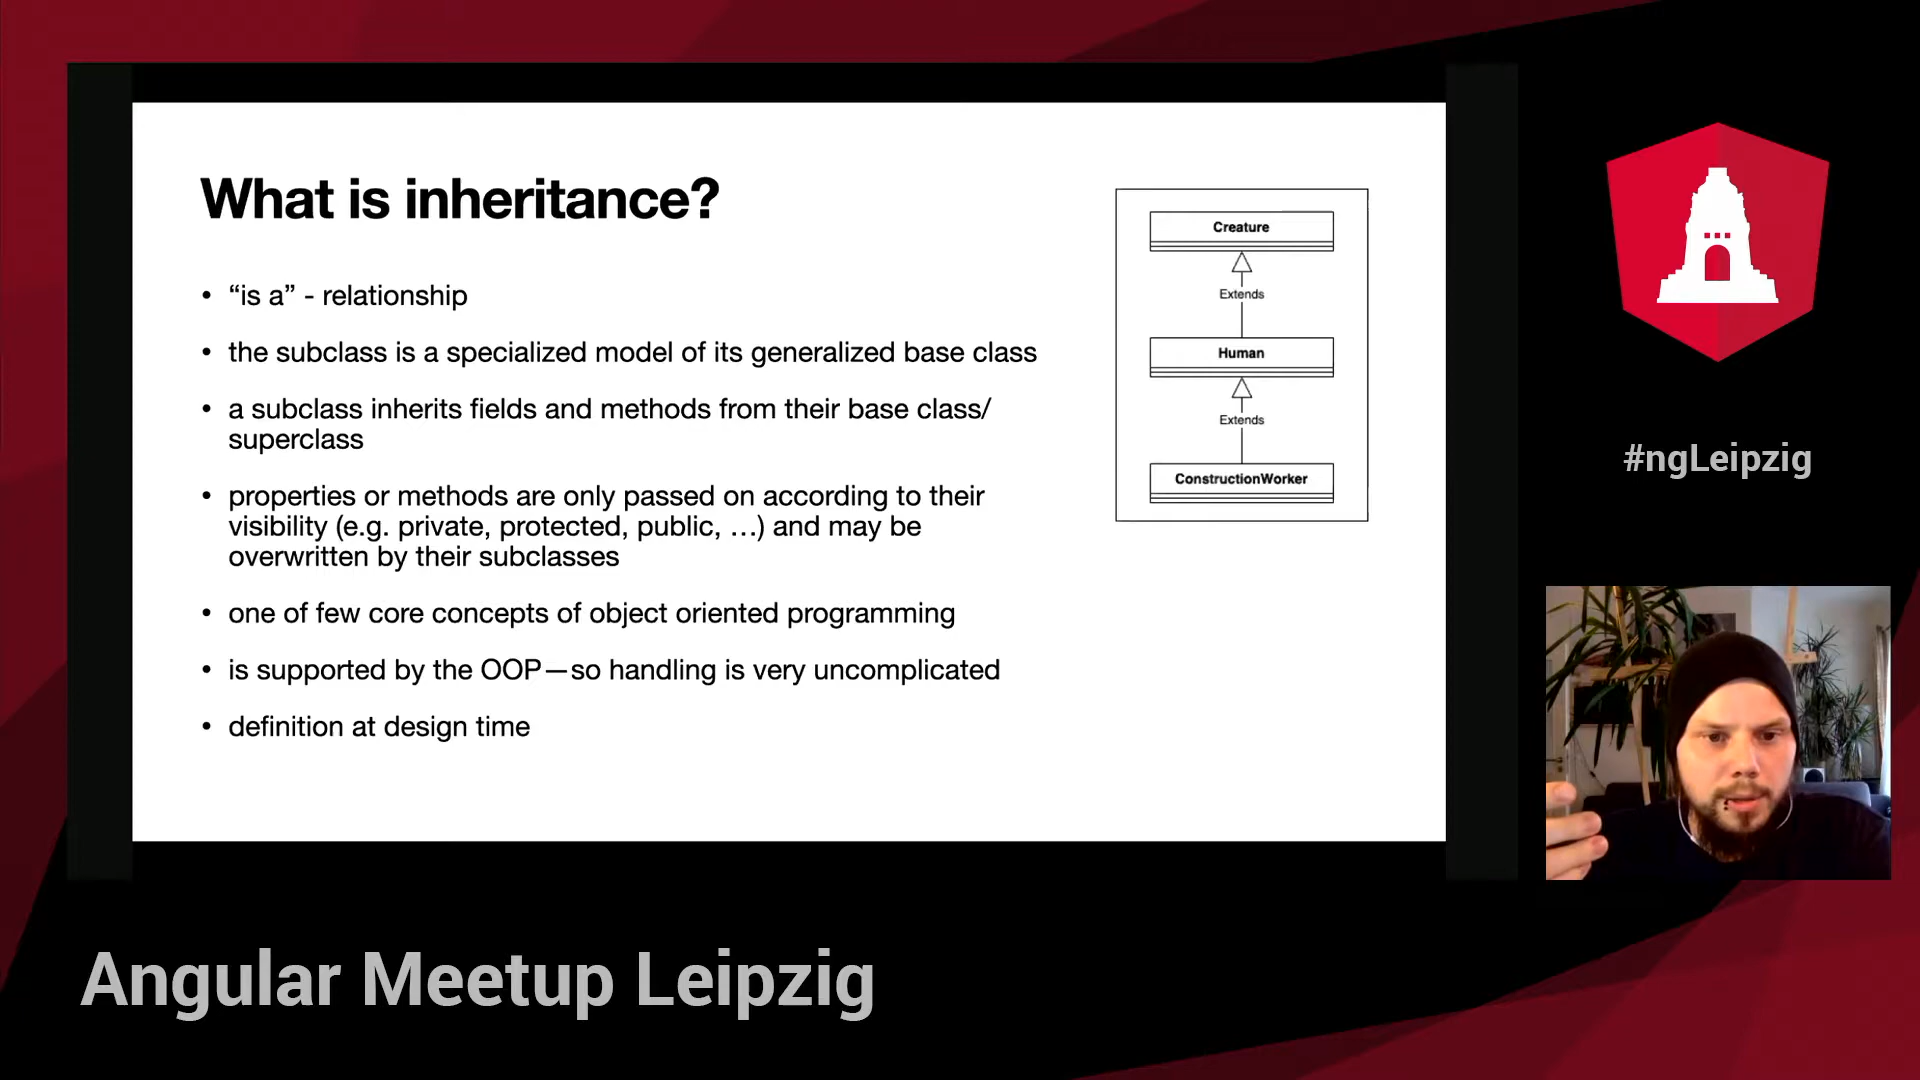 What is inheritance?
• “is a” - relationship
• the subclass is a specialized model of its generalized base class
• a subclass inherits fields and methods from their base class/
superclass
• properties or methods are only passed on according to their
visibility (e.g. private, protected, public, …) and may be
overwritten by their subclasses
• one of few core concepts of object oriented programming
• is supported by the OOP—so handling is very uncomplicated
• definition at design time
Creature
Extends
Human
Extends
ConstructionWorker
#ngLeipzig
Angular Meetup Leipzig